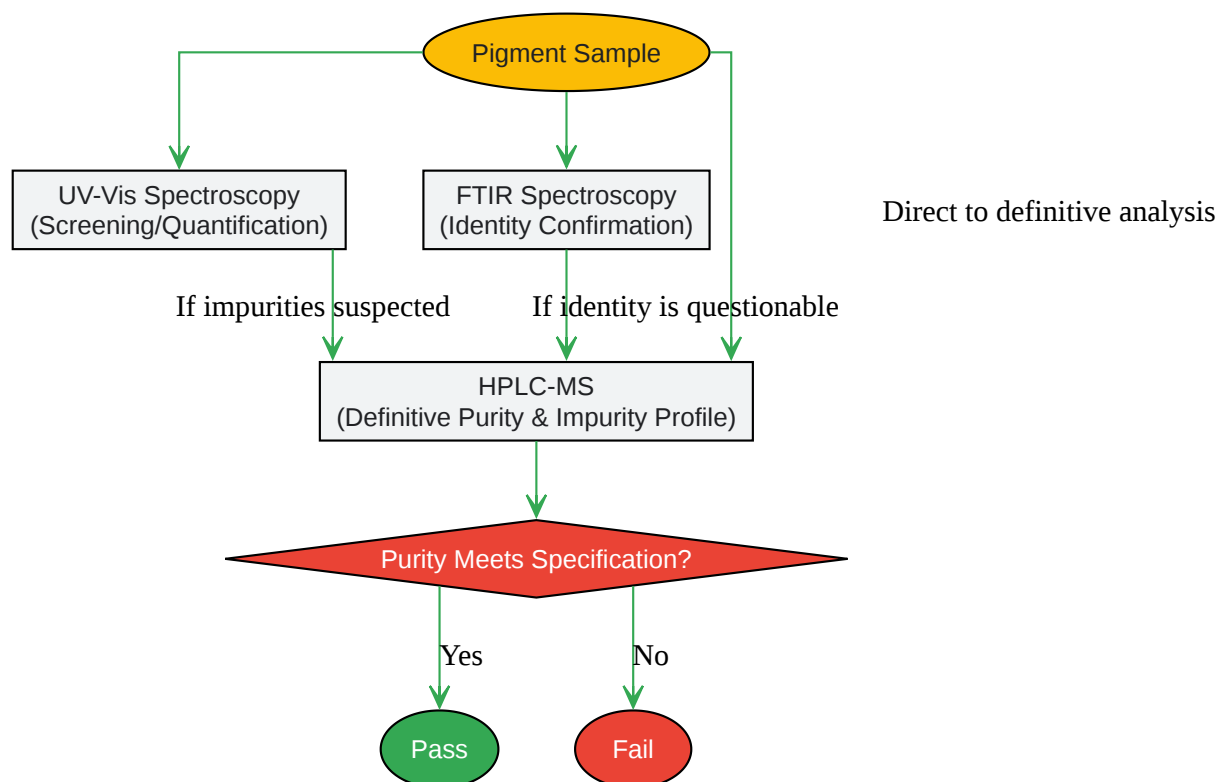 Pigment Sample
UV-Vis Spectroscopy
(Screening/Quantification)
FTIR Spectroscopy
(Identity Confirmation)
Direct to definitive analysis
If impurities suspected
If identity is questionable
HPLC-MS
(Definitive Purity & Impurity Profile)
Purity Meets Specification?
Yes
No
Pass
Fail